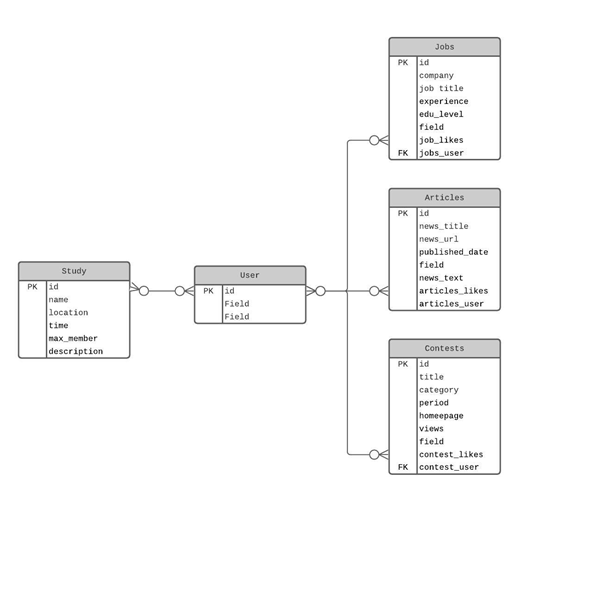 Jobs
PK id
company
job title
experience
edu_level
field
job_likes
FK jobs_user
Articles
PK id
news_title
news_url
published_date
field
news_text
articles_likes
articles_user
Study
PK id
name
location
time
max_member
description
User
PK id
Field
Field
Contests
PK id
title
category
period
homeepage
views
field
contest_likes
FK contest_user